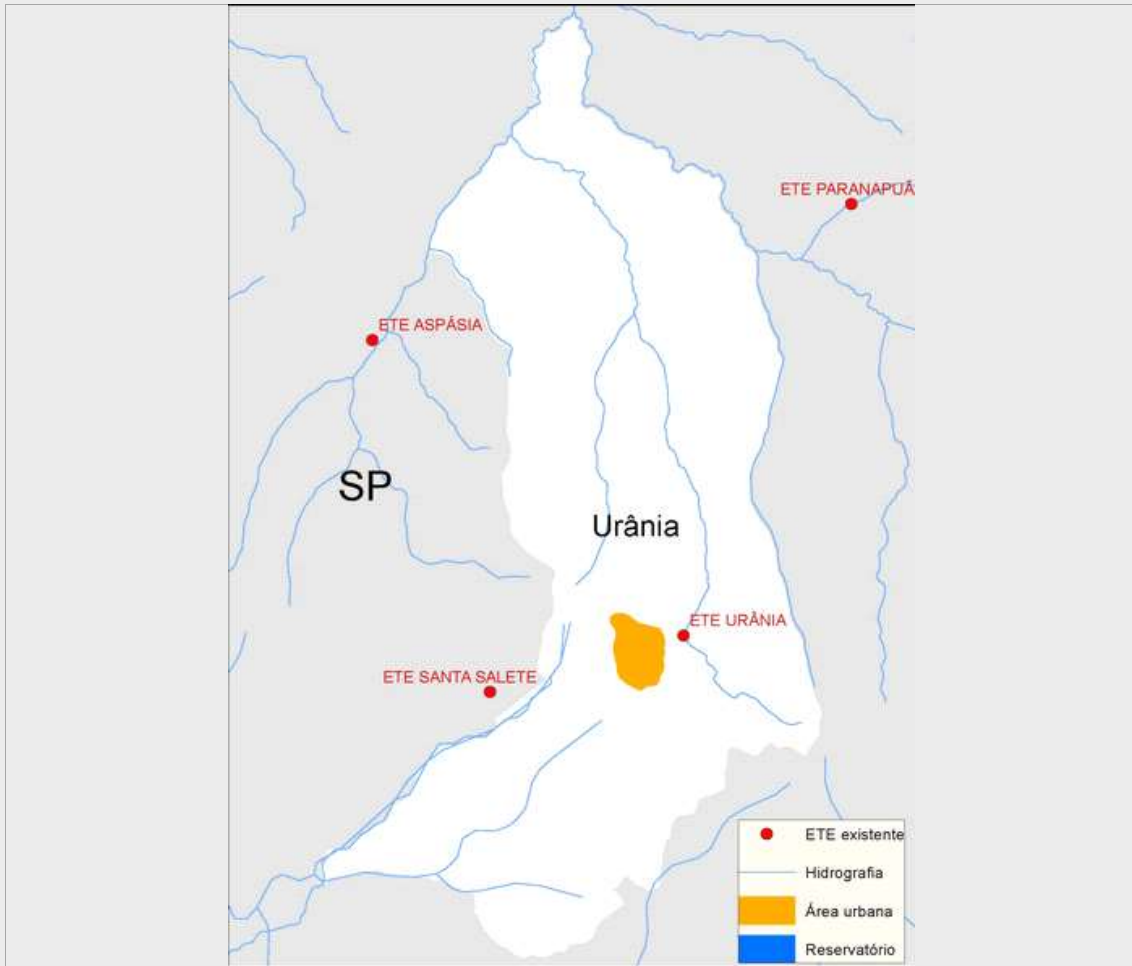 ETE PARANAPUÃ
ETE ASPÁSIA
SP
Urânia
ETE URÂNIA
ETE SANTA SALETE
ETE existente
Hidrografia
Área urbana
Reservatório